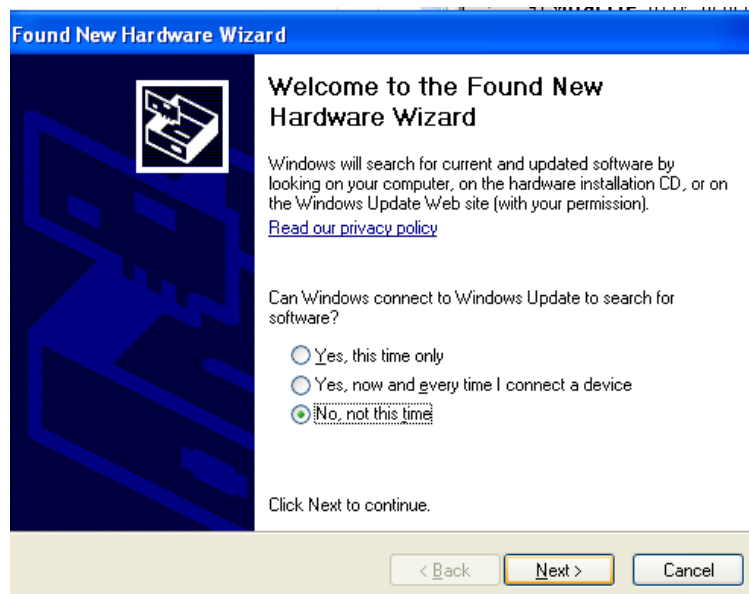 Found New Hardware Wizard
Welcome to the Found New
Hardware Wizard
Windows will search for current and updated software by
looking on your computer, on the hardware installation CD, or on
the Windows Update Web site (with your permission).
Read our privacy policy
Can Windows connect to Windows Update to search for
software?
Yes, this time only
Yes, now and every time I connect a device
No, not this time
Click Next to continue.
< Back
Next >
Cancel